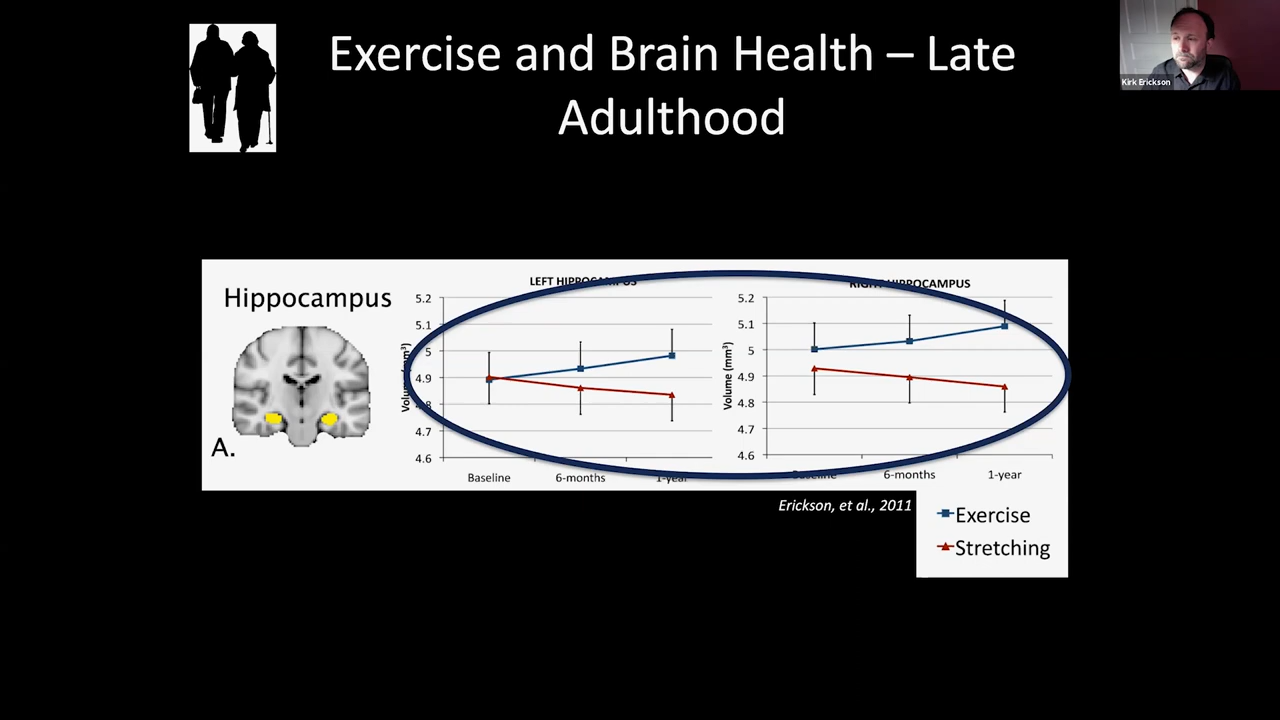 Exercise and Brain Health – Late
Adulthood
Kirk Erickson
Hippocampus
A.
LEFT HIPPOCAMPUS
Volume (mm³)
5.2
5.1
5
4.9
4.8
4.7
4.6
Baseline
6-months
1-year
RIGHT HIPPOCAMPUS
Volume (mm³)
5.2
5.1
5
4.9
4.8
4.7
4.6
Baseline
6-months
1-year
Erickson, et al., 2011
Exercise
Stretching